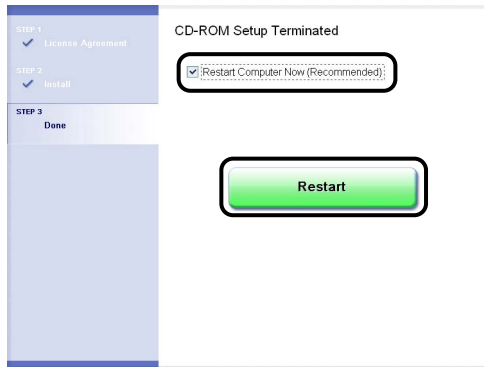 STEP 1
License Agreement
STEP 2
Install
STEP 3
Done
CD-ROM Setup Terminated
Restart Computer Now (Recommended)
Restart